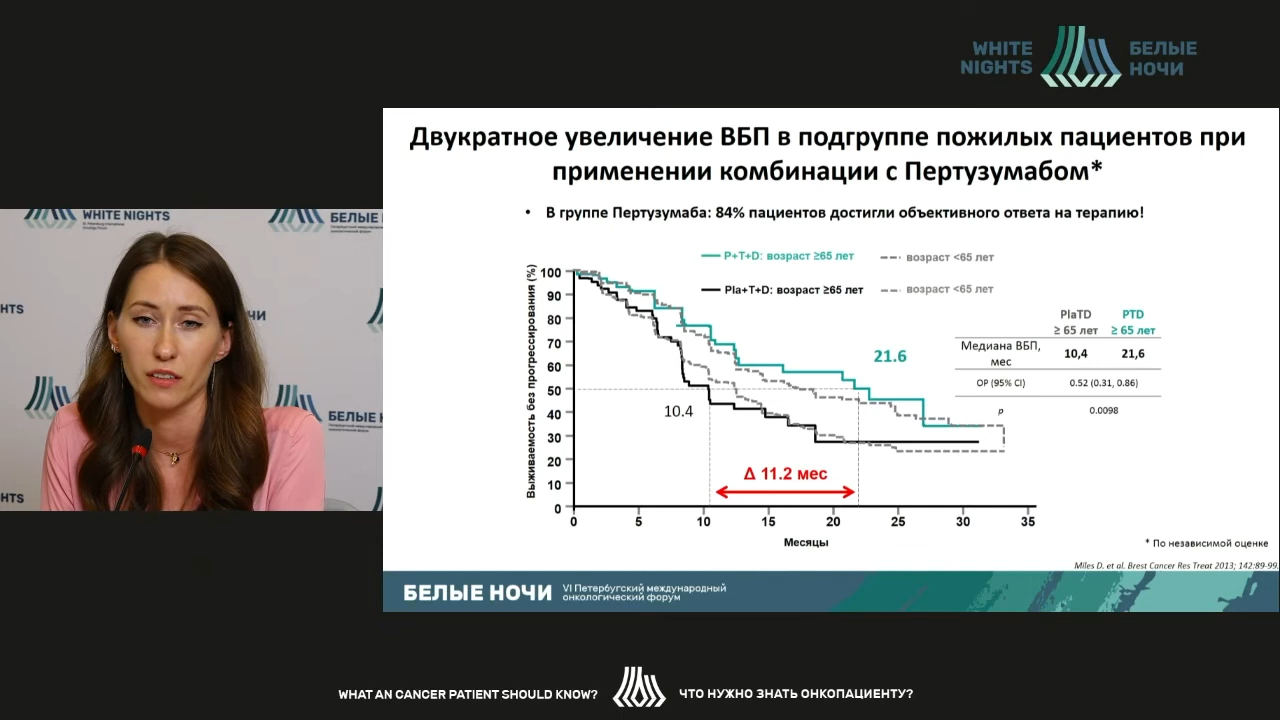 WHITE
NIGHTS
БЕЛЫЕ
НОЧИ
Двукратное увеличение ВБП в подгруппе пожилых пациентов при
применении комбинации с Пертузумабом*
• В группе Пертузумаба: 84% пациентов достигли объективного ответа на терапию!
P+T+D: возраст ≥65 лет
возраст <65 лет
Pla+T+D: возраст ≥65 лет
возраст <65 лет
Выживаемость без прогрессирования (%)
100
90
80
70
60
50
40
30
20
10
0
0 5 10 15 20 25 30 35
Месяцы
21.6
10.4
Δ 11.2 мес
PlaTD
≥ 65 лет
PTD
≥ 65 лет
Медиана ВБП,
мес
10,4 21,6
ОР (95% CI) 0.52 (0.31, 0.86)
p 0.0098
* По независимой оценке
Miles D. et al. Brest Cancer Res Treat 2013; 142:89-99.
БЕЛЫЕ НОЧИ
VI Петербугский международный
онкологический форум
WHITE NIGHTS
БЕЛЫЕ
HTS
НОЧИ
БЕЛЫЕ Н
HTS
WHAT AN CANCER PATIENT SHOULD KNOW?
ЧТО НУЖНО ЗНАТЬ ОНКОПАЦИЕНТУ?